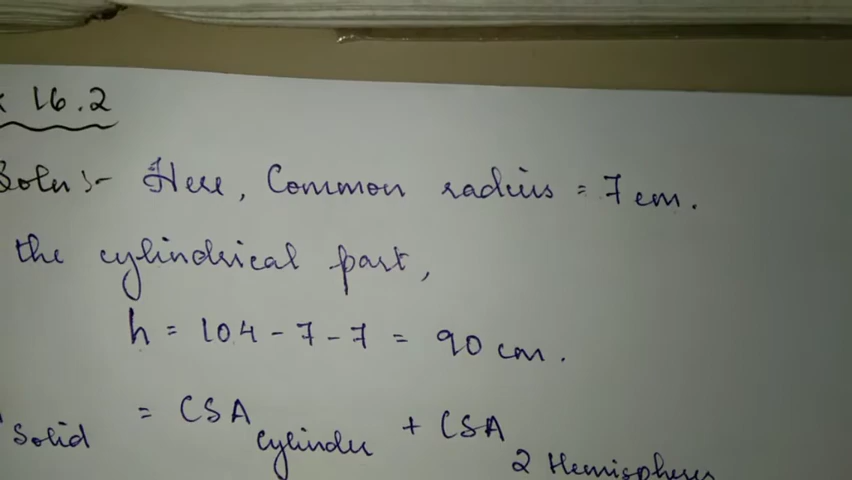 16.2
Soln :- Here, Common radius = 7 cm.
the cylindrical part,
h = 104 - 7 - 7 = 90 cm.
Solid = CSA cylinder + CSA 2 Hemispheres